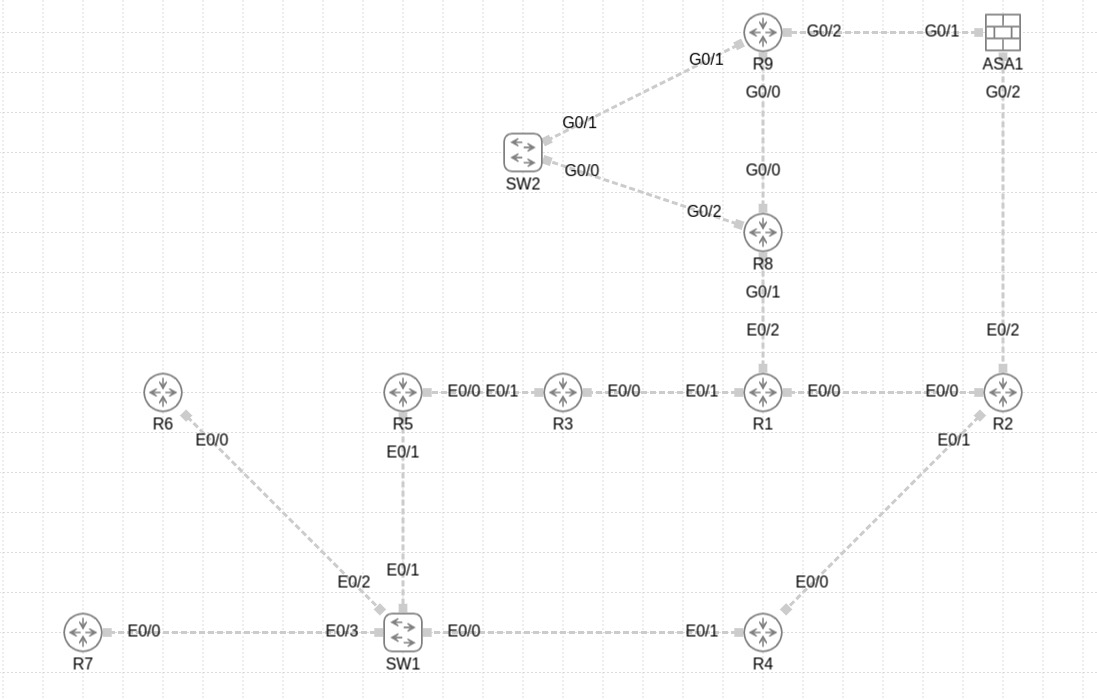 G0/2 G0/1
R9 ASA1
G0/1
G0/0 G0/2
G0/1
G0/0 G0/0
SW2
G0/2
R8
G0/1
E0/2 E0/2
E0/0 E0/1 E0/0 E0/1 E0/0 E0/0
R6 R5 R3 R1 R2
E0/0 E0/1
E0/1
E0/1
E0/2 E0/0
E0/0 E0/3 E0/0 E0/1
R7 SW1 R4